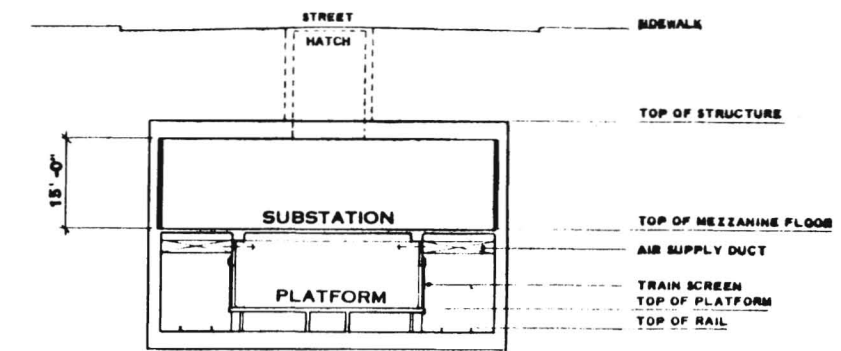 STREET
SIDEWALK
HATCH
TOP OF STRUCTURE
15'-0"
SUBSTATION
TOP OF MEZZANINE FLOOR
AIR SUPPLY DUCT
TRAIN SCREEN
PLATFORM
TOP OF PLATFORM
TOP OF RAIL